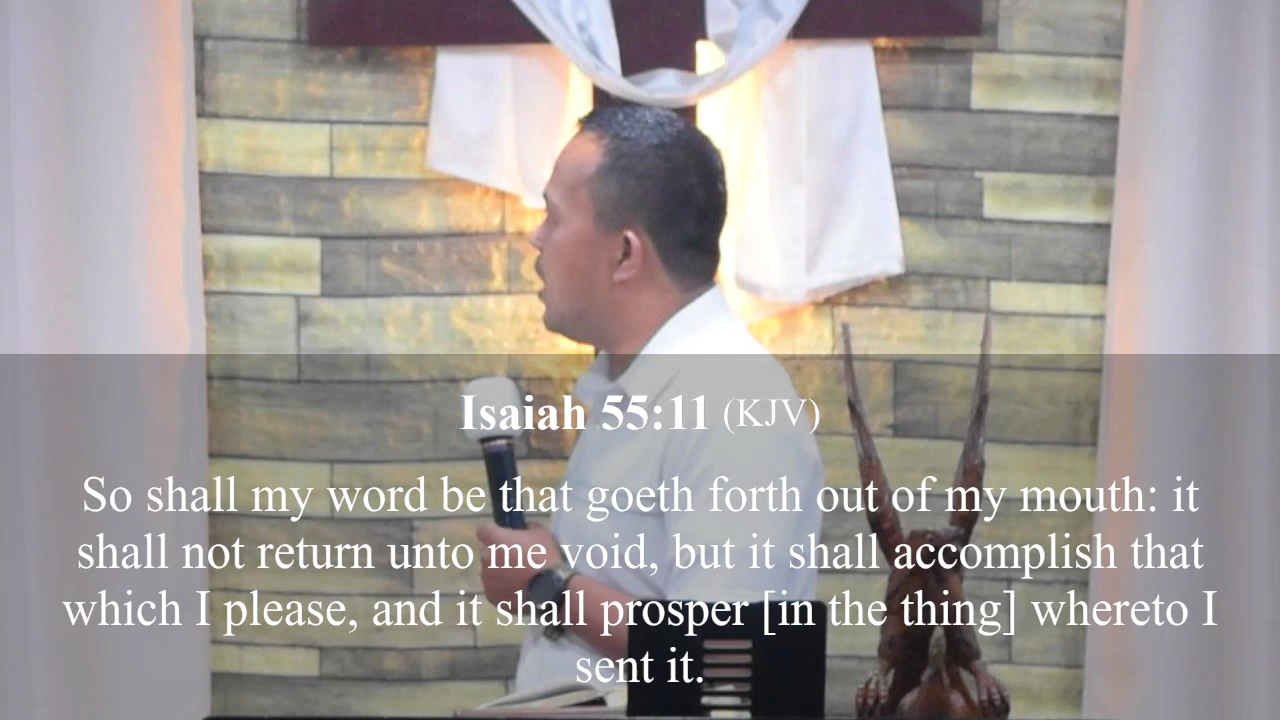 Isaiah 55:11 (KJV)
So shall my word be that goeth forth out of my mouth: it
shall not return unto me void, but it shall accomplish that
which I please, and it shall prosper [in the thing] whereto I
sent it.